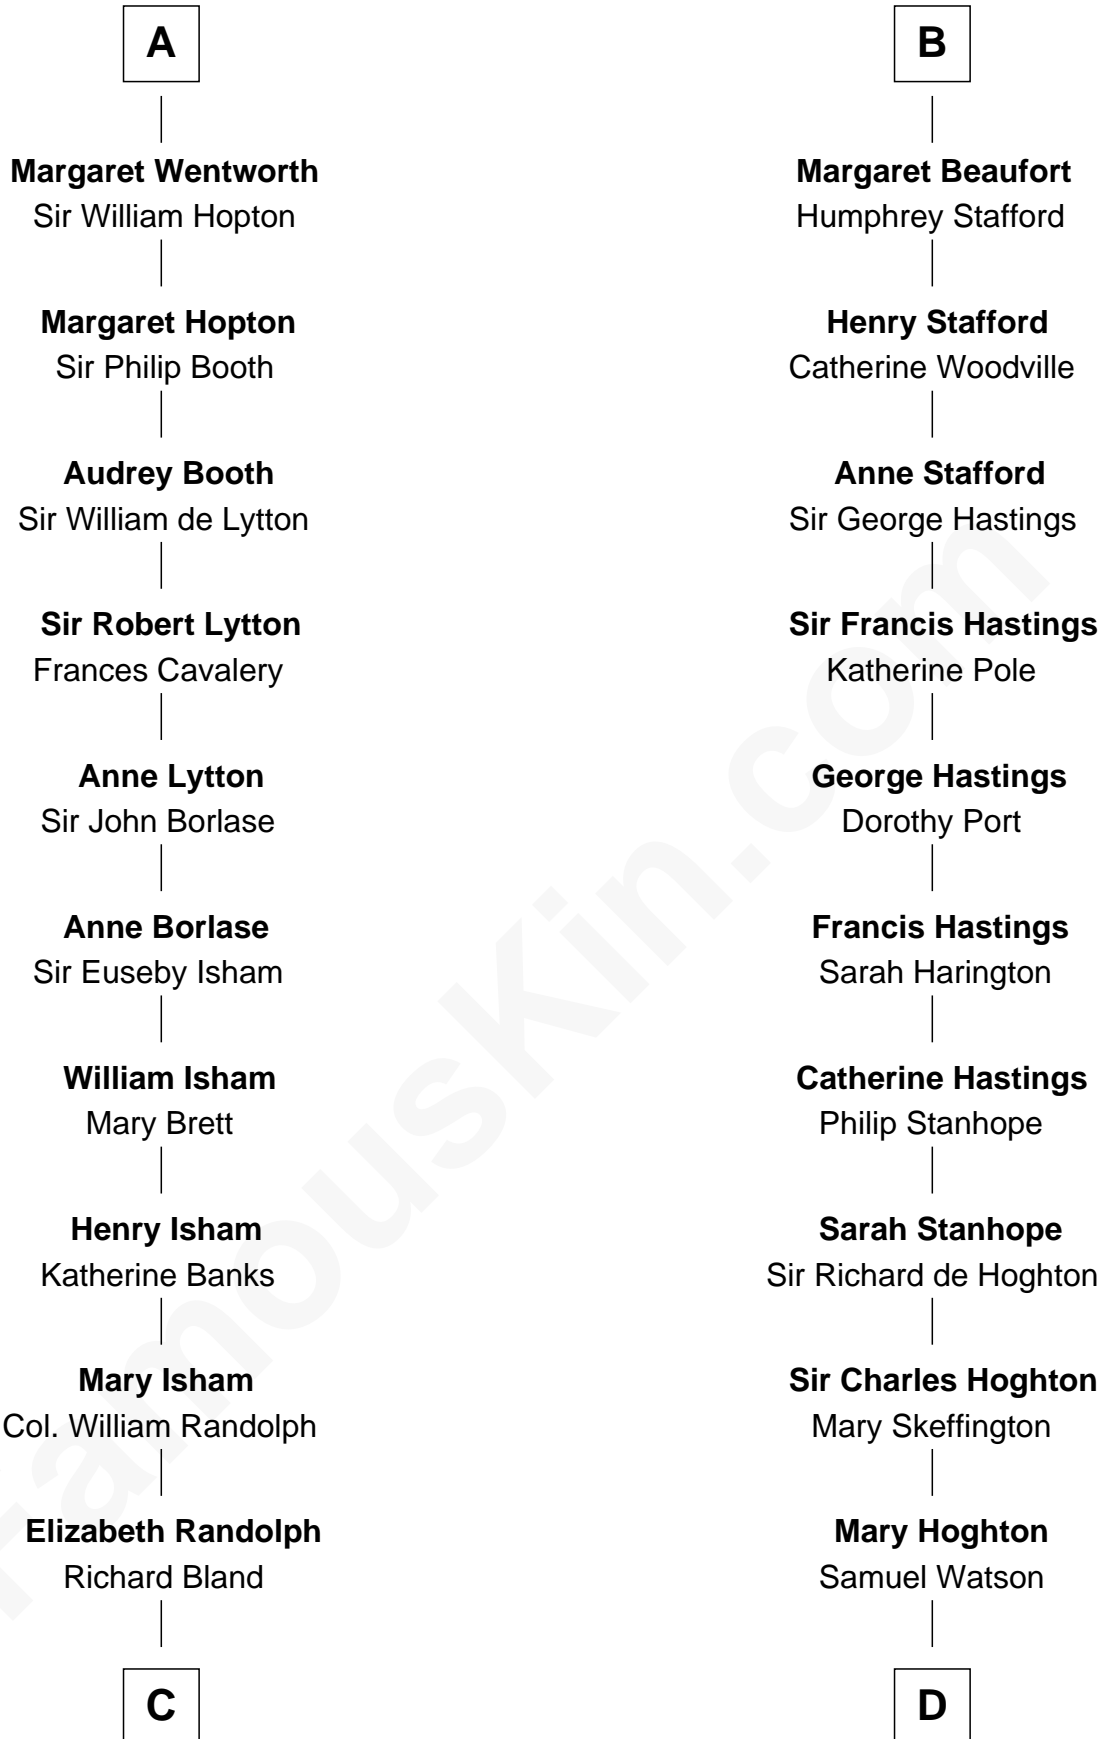 A
Margaret Wentworth
Sir William Hopton
Margaret Hopton
Sir Philip Booth
Audrey Booth
Sir William de Lytton
Sir Robert Lytton
Frances Cavalery
Anne Lytton
Sir John Borlase
Anne Borlase
Sir Euseby Isham
William Isham
Mary Brett
Henry Isham
Katherine Banks
Mary Isham
Col. William Randolph
Elizabeth Randolph
Richard Bland
C
B
Margaret Beaufort
Humphrey Stafford
Henry Stafford
Catherine Woodville
Anne Stafford
Sir George Hastings
Sir Francis Hastings
Katherine Pole
George Hastings
Dorothy Port
Francis Hastings
Sarah Harington
Catherine Hastings
Philip Stanhope
Sarah Stanhope
Sir Richard de Hoghton
Sir Charles Hoghton
Mary Skeffington
Mary Hoghton
Samuel Watson
D
FamousKin.com